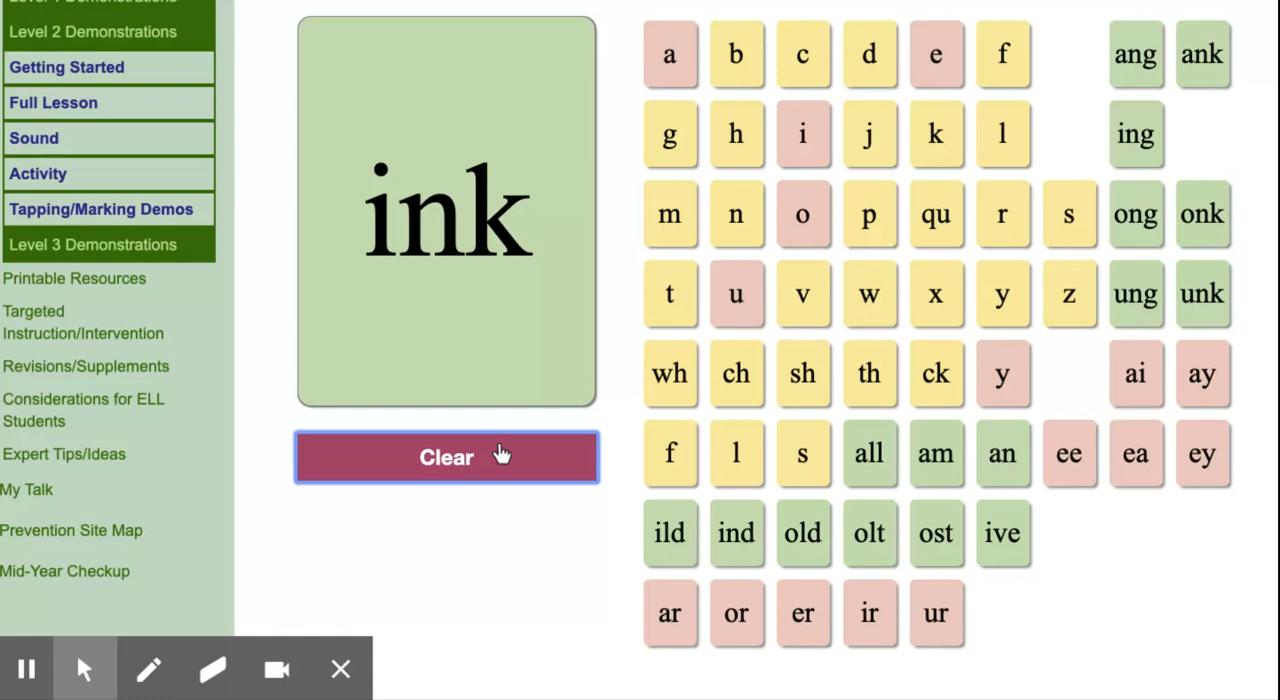 Level 1 Demonstrations
Level 2 Demonstrations
Getting Started
Full Lesson
Sound
Activity
Tapping/Marking Demos
Level 3 Demonstrations
Printable Resources
Targeted
Instruction/Intervention
Revisions/Supplements
Considerations for ELL
Students
Expert Tips/Ideas
My Talk
Prevention Site Map
Mid-Year Checkup
ink
Clear
a b c d e f ang ank
g h i j k l ing
m n o p qu r s ong onk
t u v w x y z ung unk
wh ch sh th ck y ai ay
f l s all am an ee ea ey
ild ind old olt ost ive
ar or er ir ur